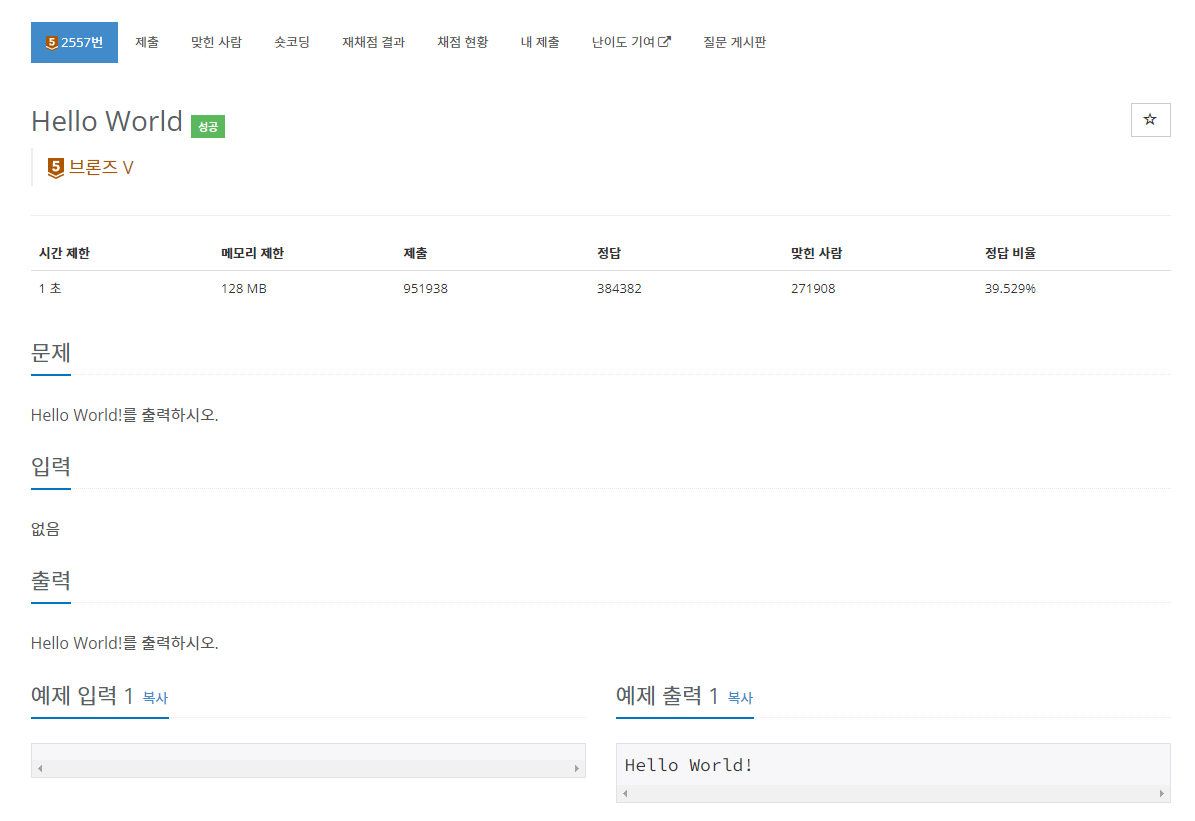 5 2557번 제출 맞힌 사람 숏코딩 재채점 결과 채점 현황 내 제출 난이도 기여 질문 게시판
Hello World 성공
5 브론즈 V
시간 제한 메모리 제한 제출 정답 맞힌 사람 정답 비율
1 초 128 MB 951938 384382 271908 39.529%
문제
Hello World!를 출력하시오.
입력
없음
출력
Hello World!를 출력하시오.
예제 입력 1 복사
예제 출력 1 복사
Hello World!